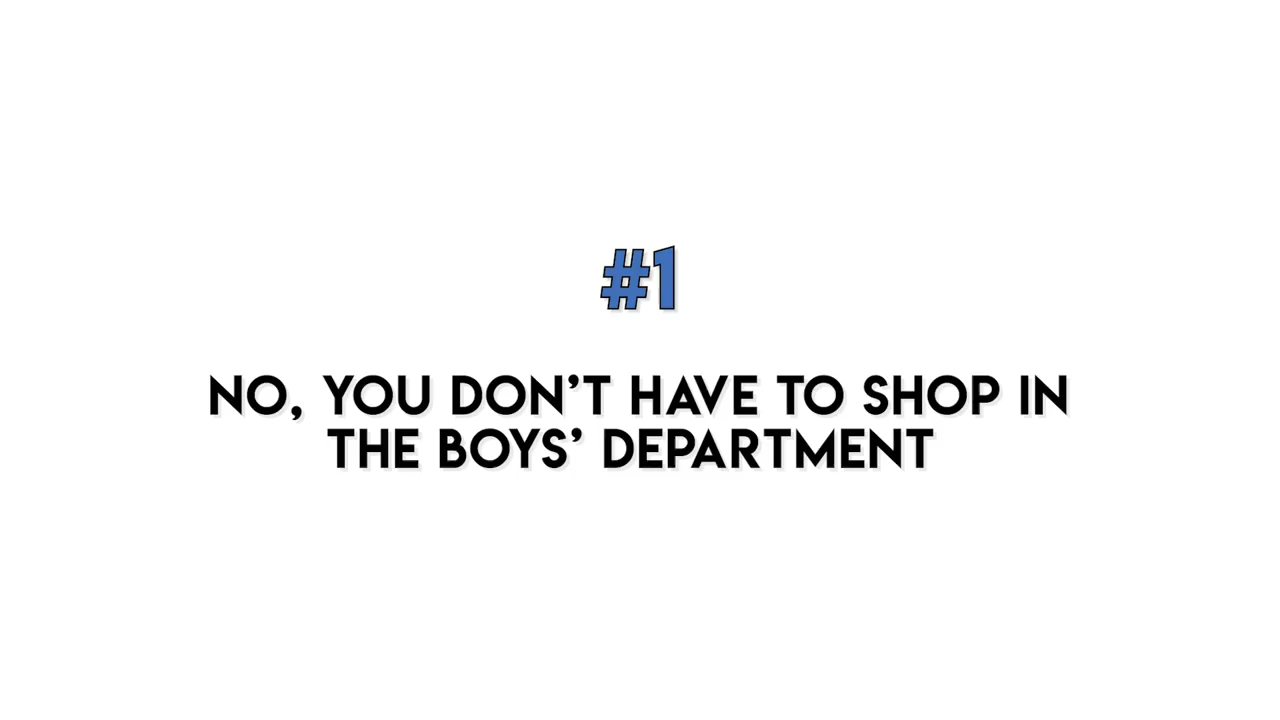 #1
NO, YOU DON’T HAVE TO SHOP IN
THE BOYS’ DEPARTMENT